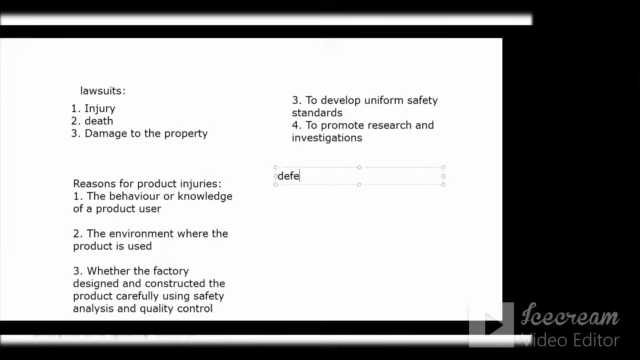 lawsuits:
1. Injury
2. death
3. Damage to the property
Reasons for product injuries:
1. The behaviour or knowledge
of a product user
2. The environment where the
product is used
3. Whether the factory
designed and constructed the
product carefully using safety
analysis and quality control
3. To develop uniform safety
standards
4. To promote research and
investigations
defe
Icecream
Video Editor